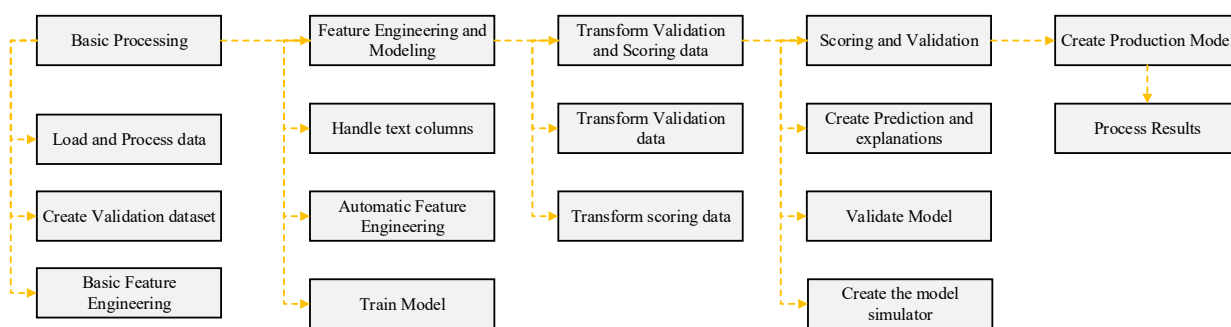 Basic Processing
Load and Process data
Create Validation dataset
Basic Feature
Engineering
Feature Engineering and
Modeling
Handle text columns
Automatic Feature
Engineering
Train Model
Transform Validation
and Scoring data
Transform Validation
data
Transform scoring data
Scoring and Validation
Create Prediction and
explanations
Validate Model
Create the model
simulator
Create Production Model
Process Results